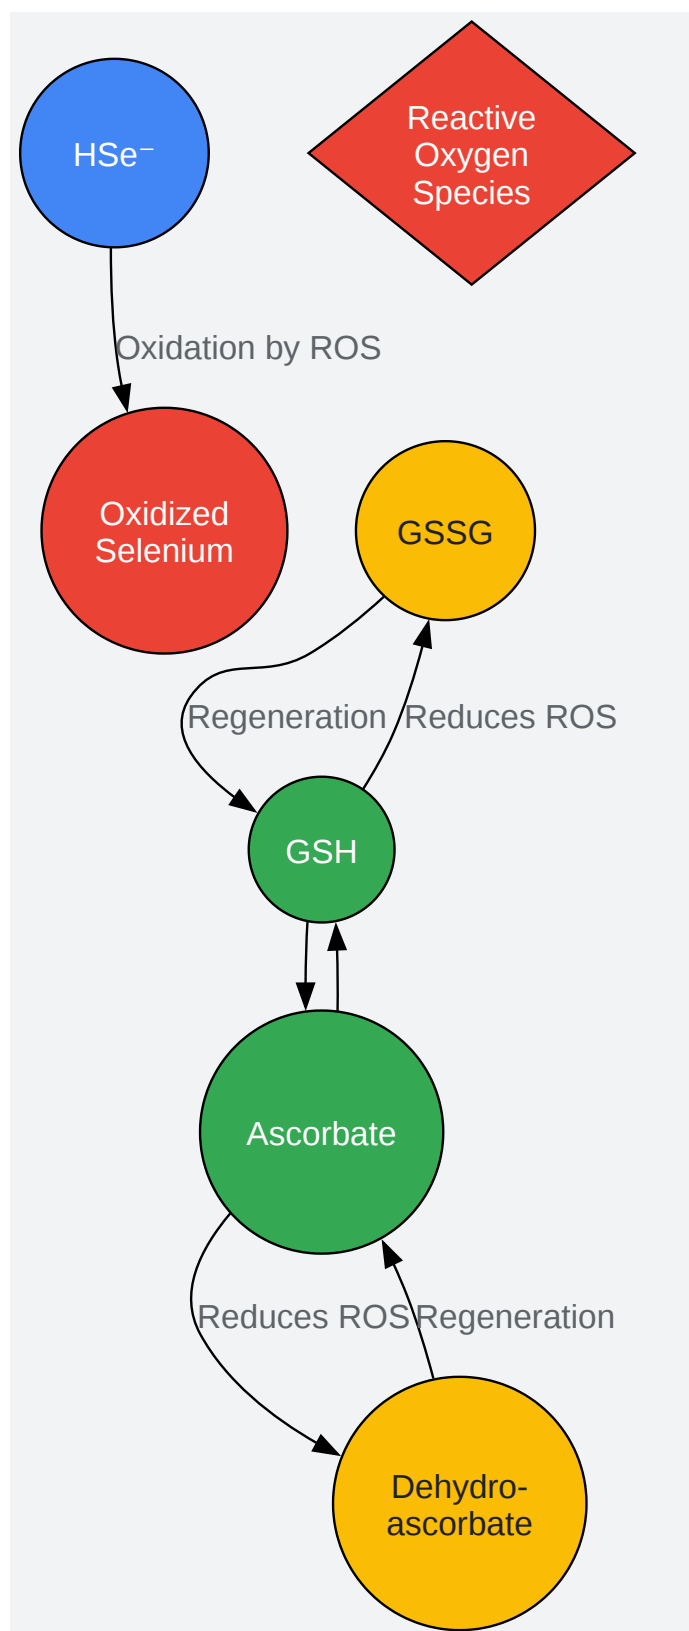 HSe⁻
Reactive
Oxygen
Species
Oxidation by ROS
Oxidized
Selenium
GSSG
Regeneration
Reduces ROS
GSH
Ascorbate
Reduces ROS
Regeneration
Dehydro-
ascorbate